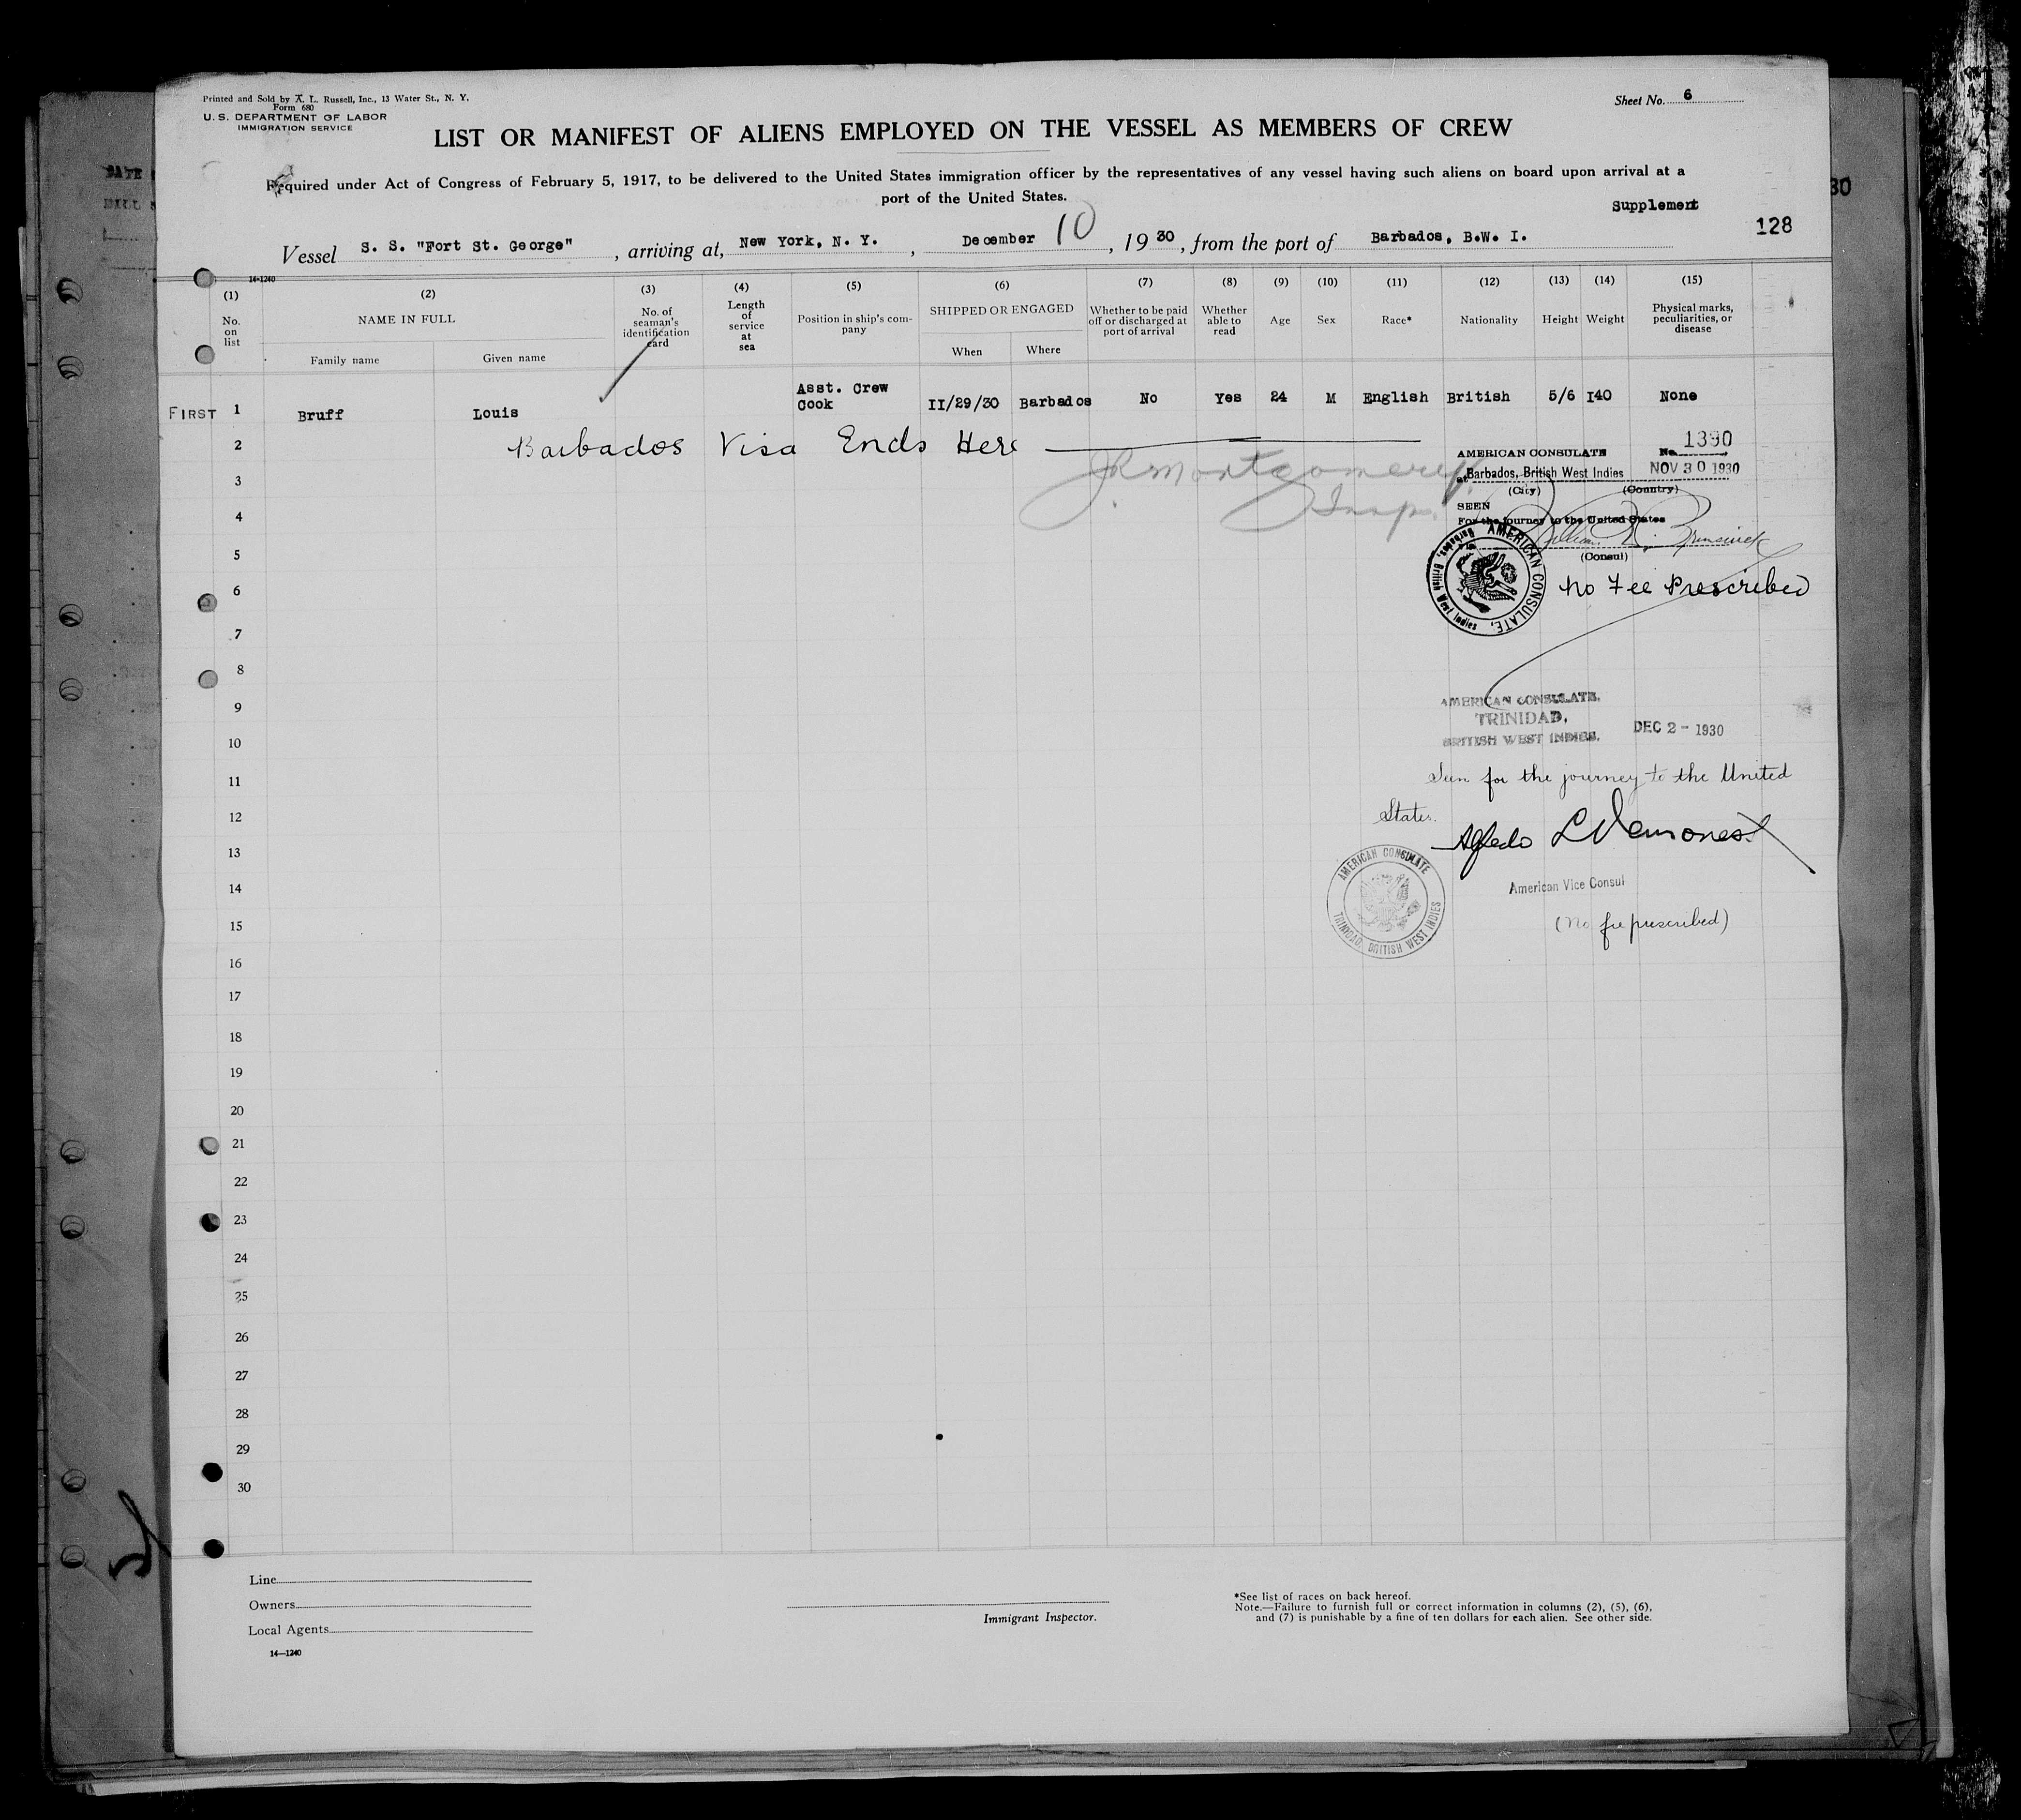 Printed and Sold by A. L. Russell, Inc., 13 Water St., N. Y.
Form 680
U. S. DEPARTMENT OF LABOR
IMMIGRATION SERVICE
Sheet No. 6
LIST OR MANIFEST OF ALIENS EMPLOYED ON THE VESSEL AS MEMBERS OF CREW
Required under Act of Congress of February 5, 1917, to be delivered to the United States immigration officer by the representatives of any vessel having such aliens on board upon arrival at a
port of the United States.
Supplement
128
Vessel S. S. "Fort St. George", arriving at, New York, N. Y., December 10, 1930, from the port of Barbados, B.W. I.
14-1240
(1) (2) (3) (4) (5) (6) (7) (8) (9) (10) (11) (12) (13) (14) (15)
No. on list
NAME IN FULL
Family name Given name
No. of seaman's identification card
Length of service at sea
Position in ship's company
SHIPPED OR ENGAGED
When Where
Whether to be paid off or discharged at port of arrival
Whether able to read
Age
Sex
Race*
Nationality
Height
Weight
Physical marks, peculiarities, or disease
FIRST 1 Bruff Louis Asst. Crew Cook II/29/30 Barbados No Yes 24 M English British 5/6 I40 None
2 Barbados Visa Ends Here
JR Montgomery
Insp.
AMERICAN CONSULATE No. 1390
at Barbados, British West Indies NOV 30 1930
(City) (Country)
SEEN
For the journey to the United States
(Consul)
AMERICAN CONSULATE, Barbados, British West Indies
No Fee Prescribed
3
4
5
6
7
8
9
10
AMERICAN CONSULATE,
TRINIDAD,
BRITISH WEST INDIES.
DEC 2 - 1930
Seen for the journey to the United
States.
Alfredo
AMERICAN CONSULATE
TRINIDAD, BRITISH WEST INDIES
American Vice Consul
(No fee prescribed)
11
12
13
14
15
16
17
18
19
20
21
22
23
24
25
26
27
28
29
30
Line
Owners
Local Agents
14—1240
Immigrant Inspector.
*See list of races on back hereof.
Note.—Failure to furnish full or correct information in columns (2), (5), (6),
and (7) is punishable by a fine of ten dollars for each alien. See other side.